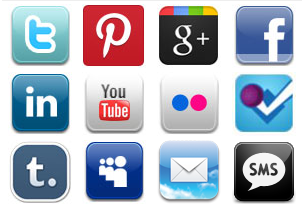 t P g+ f
in You Tube
t. SMS